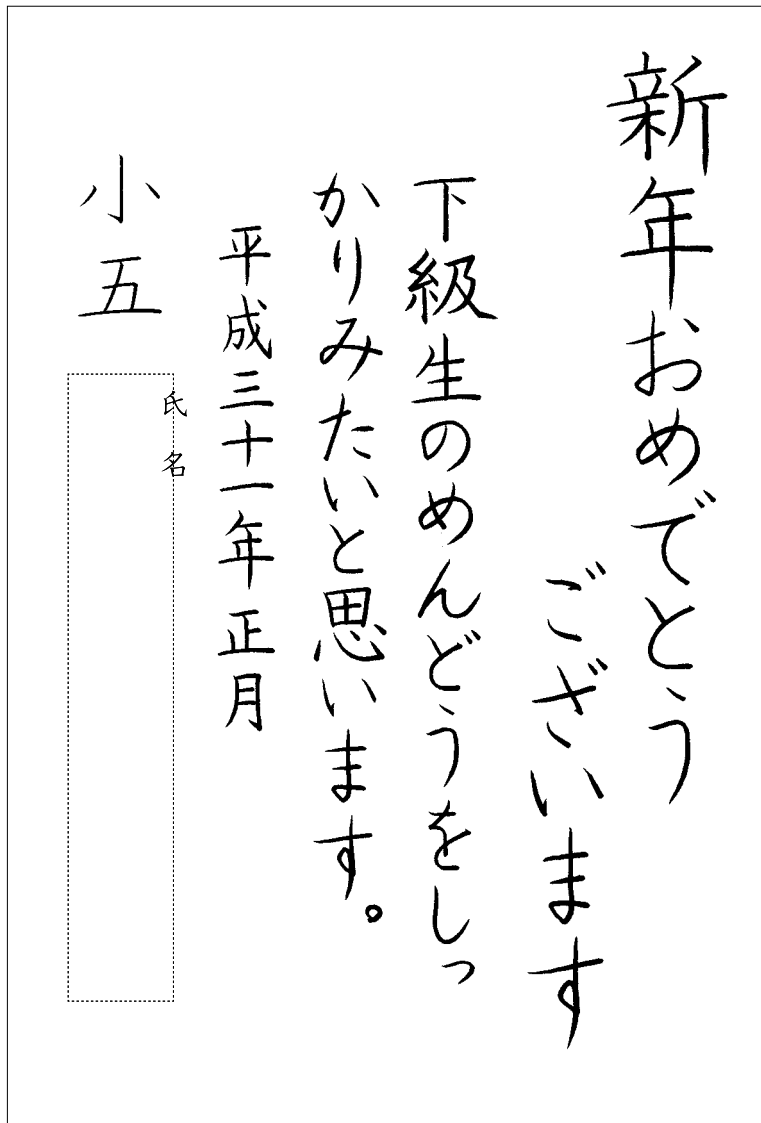 新年おめでとう
ございます
下級生のめんどうをしっ
かりみたいと思います。
平成三十一年正月
小五
氏名